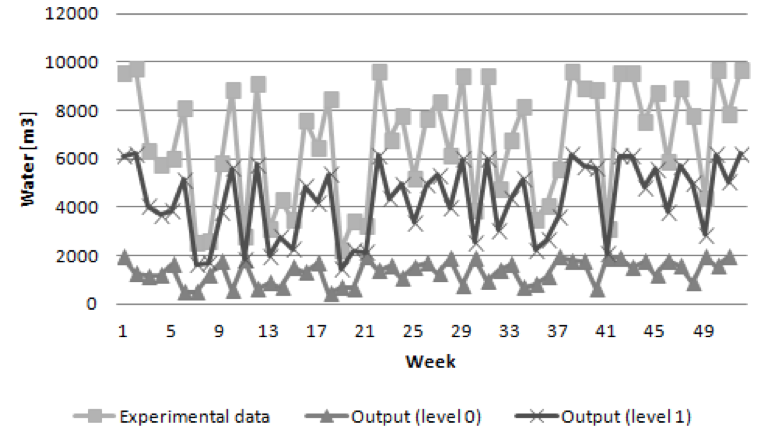 12000
10000
8000
6000
4000
2000
0
Water [m3]
1 5 9 13 17 21 25 29 33 37 41 45 49
Week
Experimental data Output (level 0) Output (level 1)